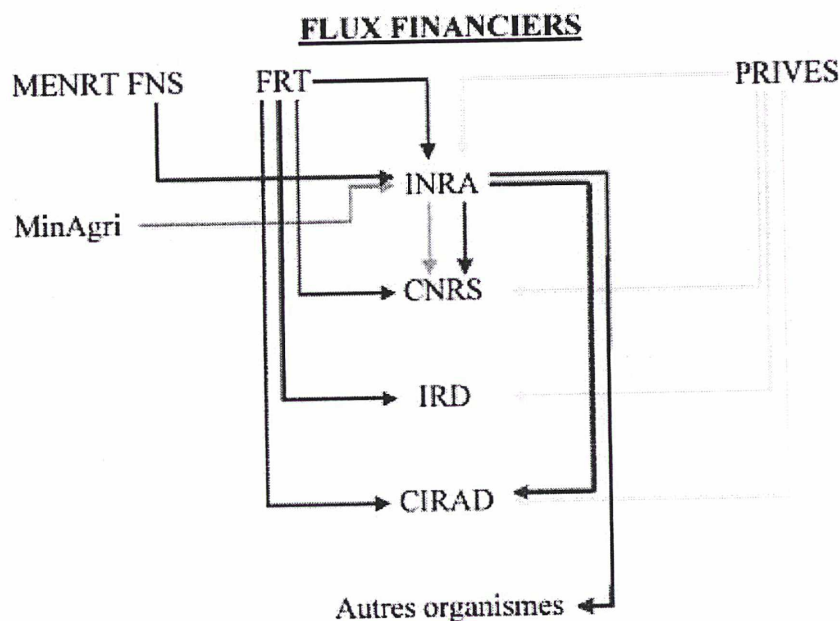 FLUX FINANCIERS
MENRT FNS FRT PRIVES
INRA
MinAgri
CNRS
IRD
CIRAD
Autres organismes